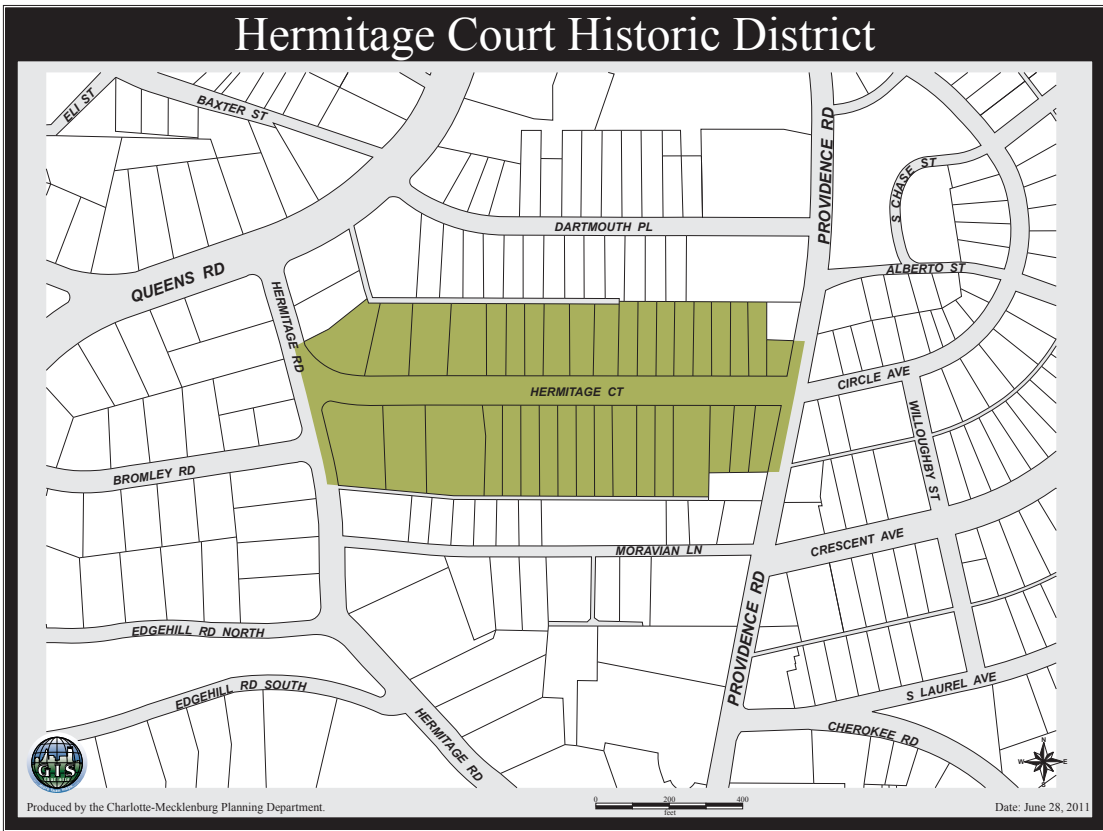 Hermitage Court Historic District
ELI ST
BAXTER ST
PROVIDENCE RD
S CHASE ST
DARTMOUTH PL
ALBERTO ST
QUEENS RD
HERMITAGE RD
CIRCLE AVE
HERMITAGE CT
WILLOUGHBY ST
BROMLEY RD
CRESCENT AVE
MORAVIAN LN
PROVIDENCE RD
EDGEHILL RD NORTH
EDGEHILL RD SOUTH
S LAUREL AVE
HERMITAGE RD
CHEROKEE RD
N
W E
S
GIS
0 200 400
feet
Produced by the Charlotte-Mecklenburg Planning Department.
Date: June 28, 2011